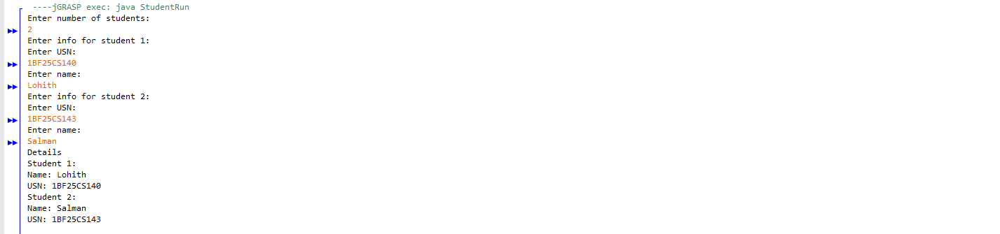 ----jGRASP exec: java StudentRun
Enter number of students:
2
Enter info for student 1:
Enter USN:
1BF25CS140
Enter name:
Lohith
Enter info for student 2:
Enter USN:
1BF25CS143
Enter name:
Salman
Details
Student 1:
Name: Lohith
USN: 1BF25CS140
Student 2:
Name: Salman
USN: 1BF25CS143